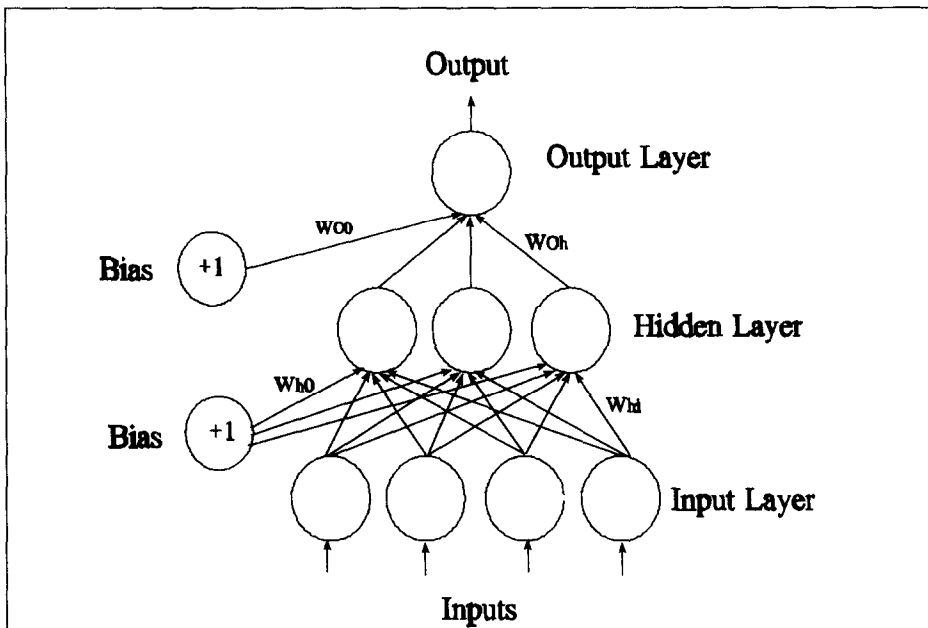 Output
Output Layer
WO0
WOh
Bias
+1
Hidden Layer
Wh0
Whi
Bias
+1
Input Layer
Inputs